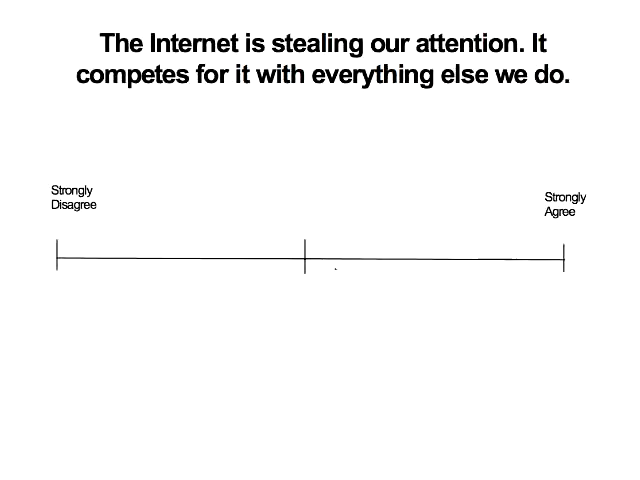 The Internet is stealing our attention. It
competes for it with everything else we do.
Strongly
Disagree
Strongly
Agree